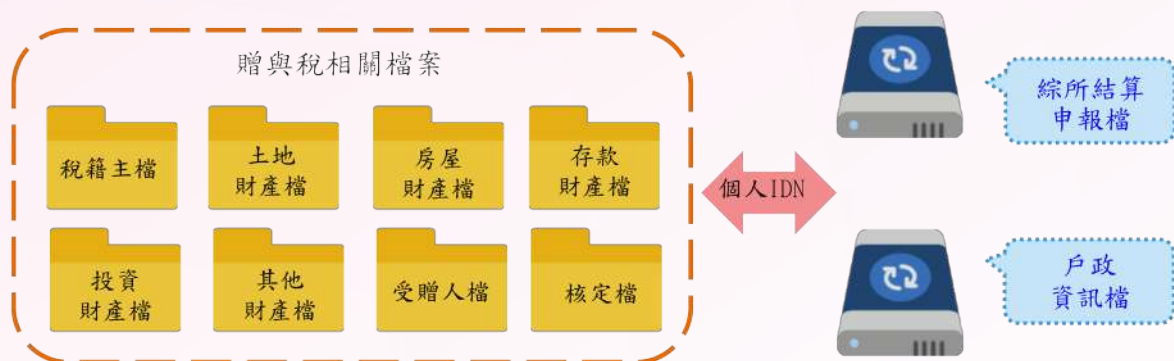 贈與稅相關檔案
稅籍主檔
土地
財產檔
房屋
財產檔
存款
財產檔
投資
財產檔
其他
財產檔
受贈人檔
核定檔
個人IDN
綜所結算
申報檔
戶政
資訊檔